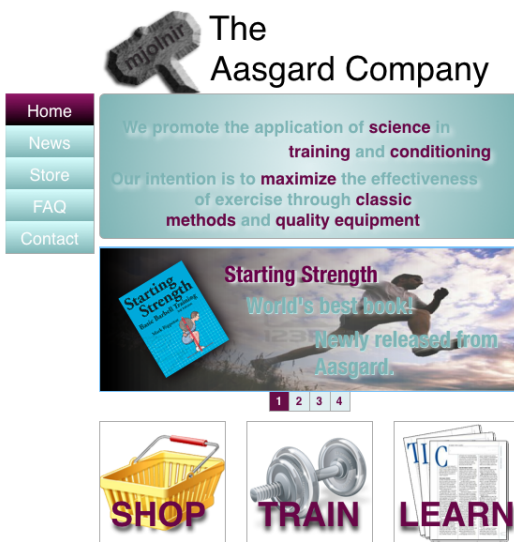 mjolnir
The
Aasgard Company
Home
News
Store
FAQ
Contact
We promote the application of science in
training and conditioning
Our intention is to maximize the effectiveness
of exercise through classic
methods and quality equipment
Starting
Strength
Basic Barbell Training
Starting Strength
World's best book!
Newly released from
Aasgard.
1 2 3 4
SHOP
TRAIN
LEARN
TIC